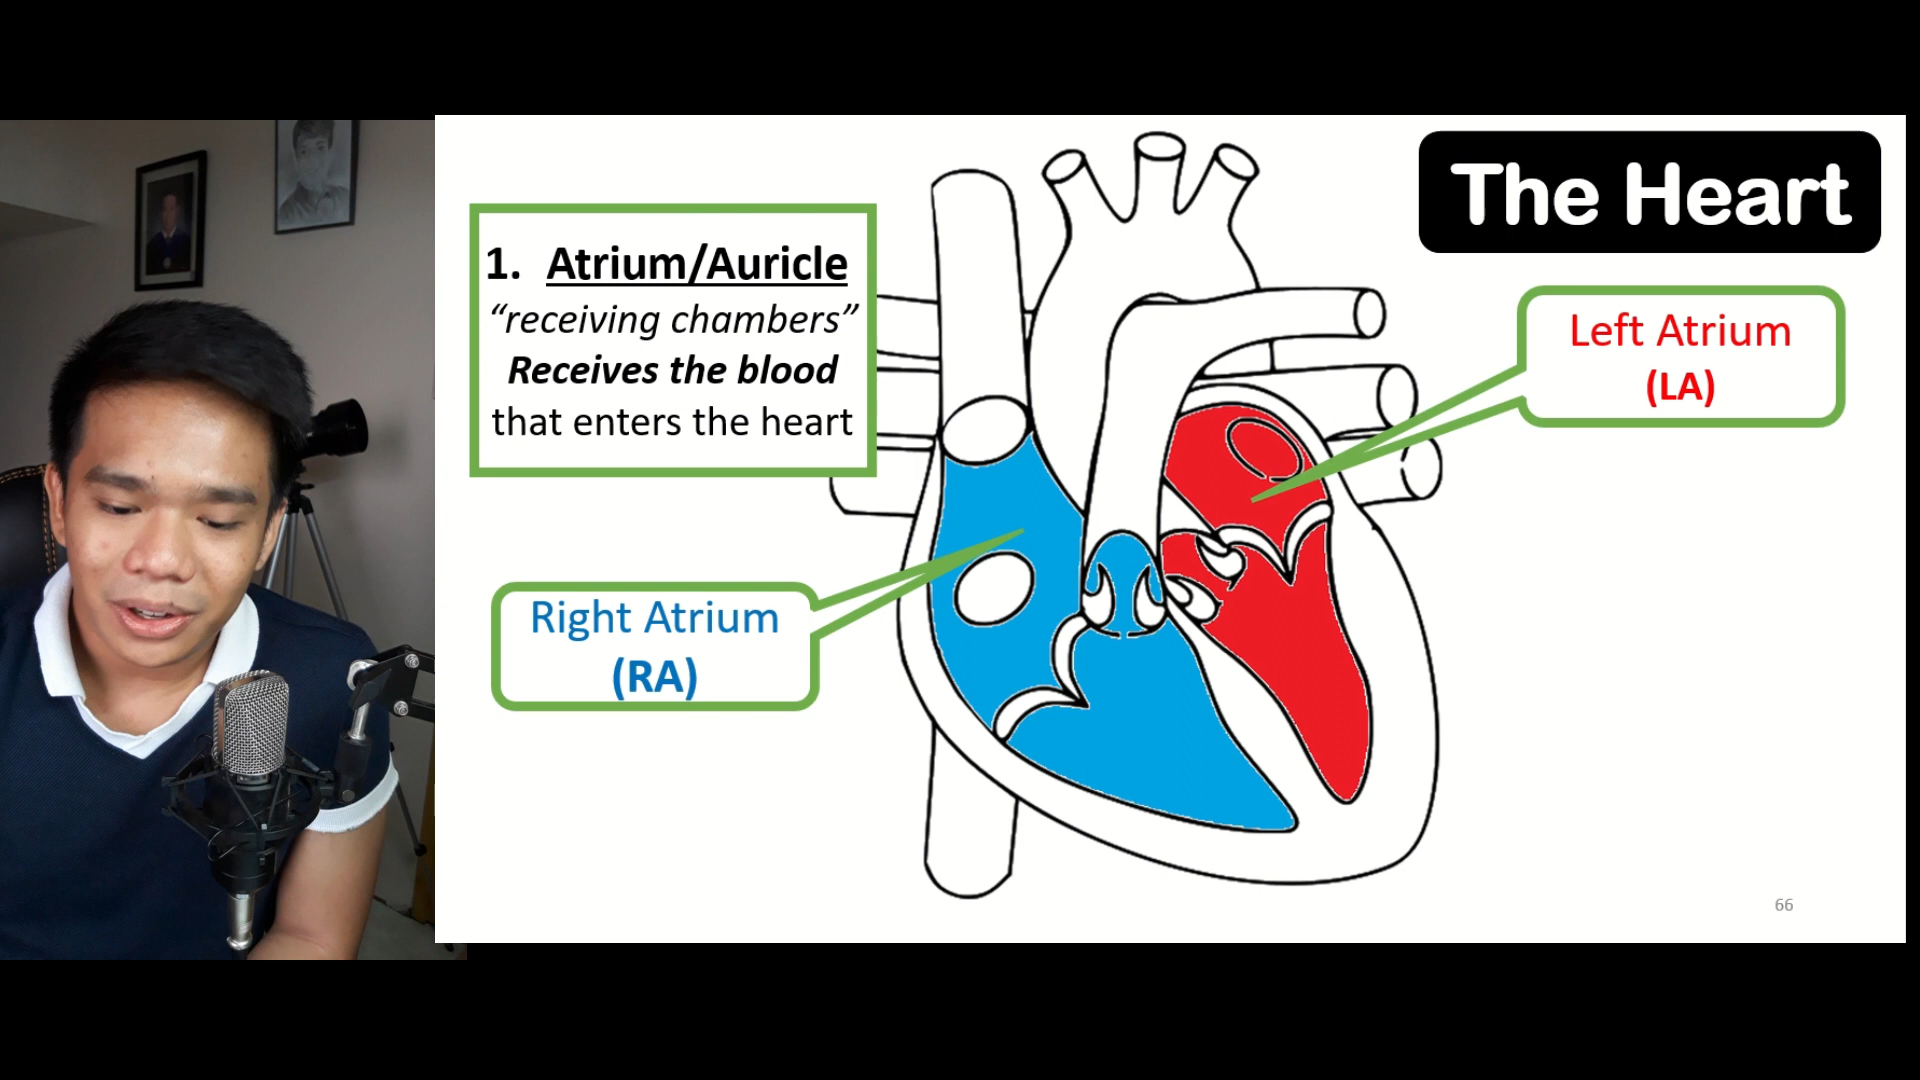 The Heart
1. Atrium/Auricle
“receiving chambers”
Receives the blood
that enters the heart
Left Atrium
(LA)
Right Atrium
(RA)
66